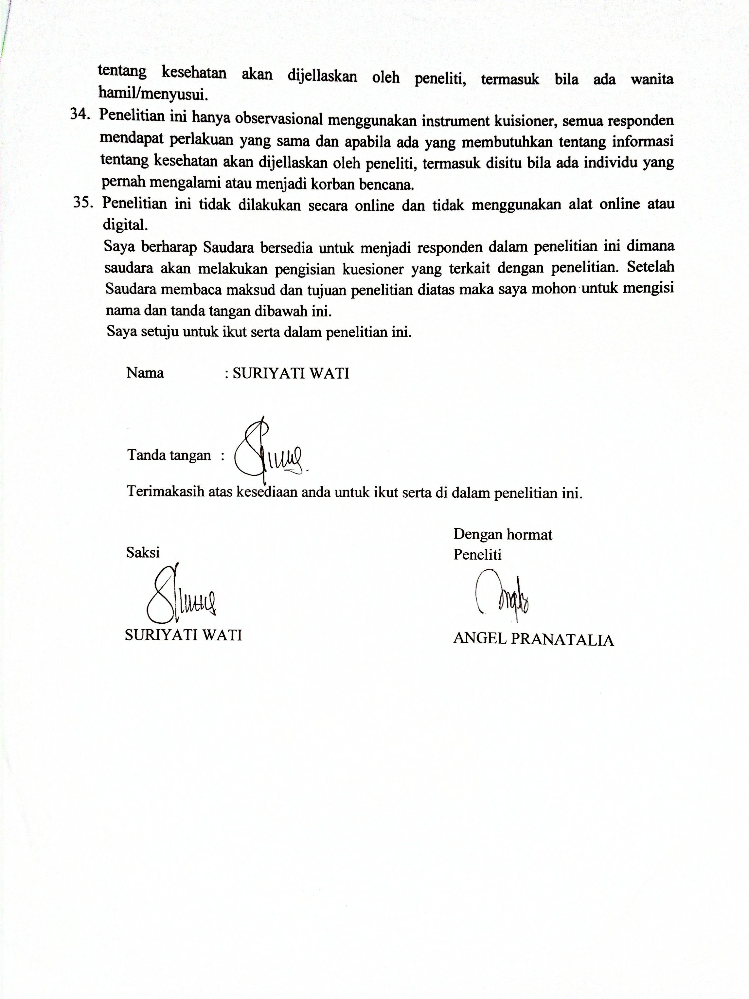 tentang kesehatan akan dijellaskan oleh peneliti, termasuk bila ada wanita
hamil/menyusui.
34. Penelitian ini hanya observasional menggunakan instrument kuisioner, semua responden
mendapat perlakuan yang sama dan apabila ada yang membutuhkan tentang informasi
tentang kesehatan akan dijellaskan oleh peneliti, termasuk disitu bila ada individu yang
pernah mengalami atau menjadi korban bencana.
35. Penelitian ini tidak dilakukan secara online dan tidak menggunakan alat online atau
digital.
Saya berharap Saudara bersedia untuk menjadi responden dalam penelitian ini dimana
saudara akan melakukan pengisian kuesioner yang terkait dengan penelitian. Setelah
Saudara membaca maksud dan tujuan penelitian diatas maka saya mohon untuk mengisi
nama dan tanda tangan dibawah ini.
Saya setuju untuk ikut serta dalam penelitian ini.
Nama : SURIYATI WATI
Tanda tangan :
Terimakasih atas kesediaan anda untuk ikut serta di dalam penelitian ini.
Dengan hormat
Saksi Peneliti
SURIYATI WATI ANGEL PRANATALIA